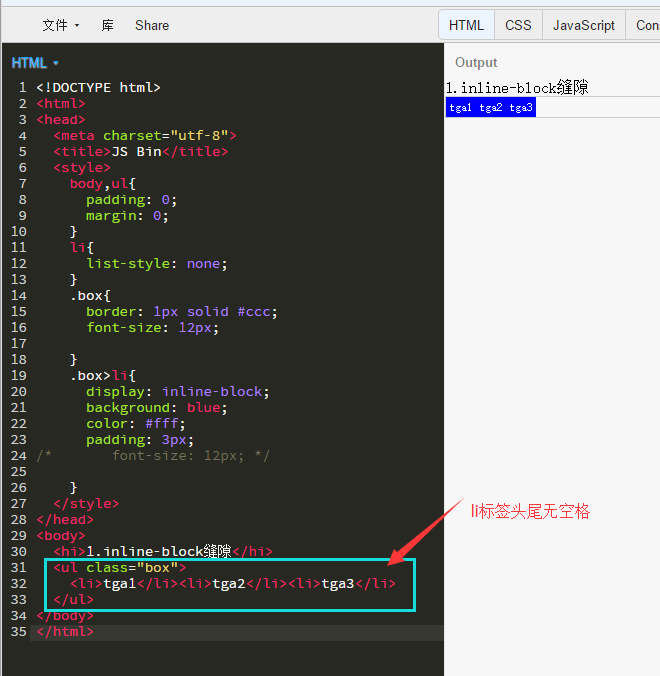 文件 库 Share HTML CSS JavaScript Con
HTML
Output
1.inline-block缝隙
tga1 tga2 tga3
1 <!DOCTYPE html>
2 <html>
3 <head>
4 <meta charset="utf-8">
5 <title>JS Bin</title>
6 <style>
7 body,ul{
8 padding: 0;
9 margin: 0;
10 }
11 li{
12 list-style: none;
13 }
14 .box{
15 border: 1px solid #ccc;
16 font-size: 12px;
17
18 }
19 .box>li{
20 display: inline-block;
21 background: blue;
22 color: #fff;
23 padding: 3px;
24 /* font-size: 12px; */
25
26 }
27 </style>
28 </head>
29 <body>
30 <hi>1.inline-block缝隙</hi>
31 <ul class="box">
32 <li>tga1</li><li>tga2</li><li>tga3</li>
33 </ul>
34 </body>
35 </html>
li标签头尾无空格